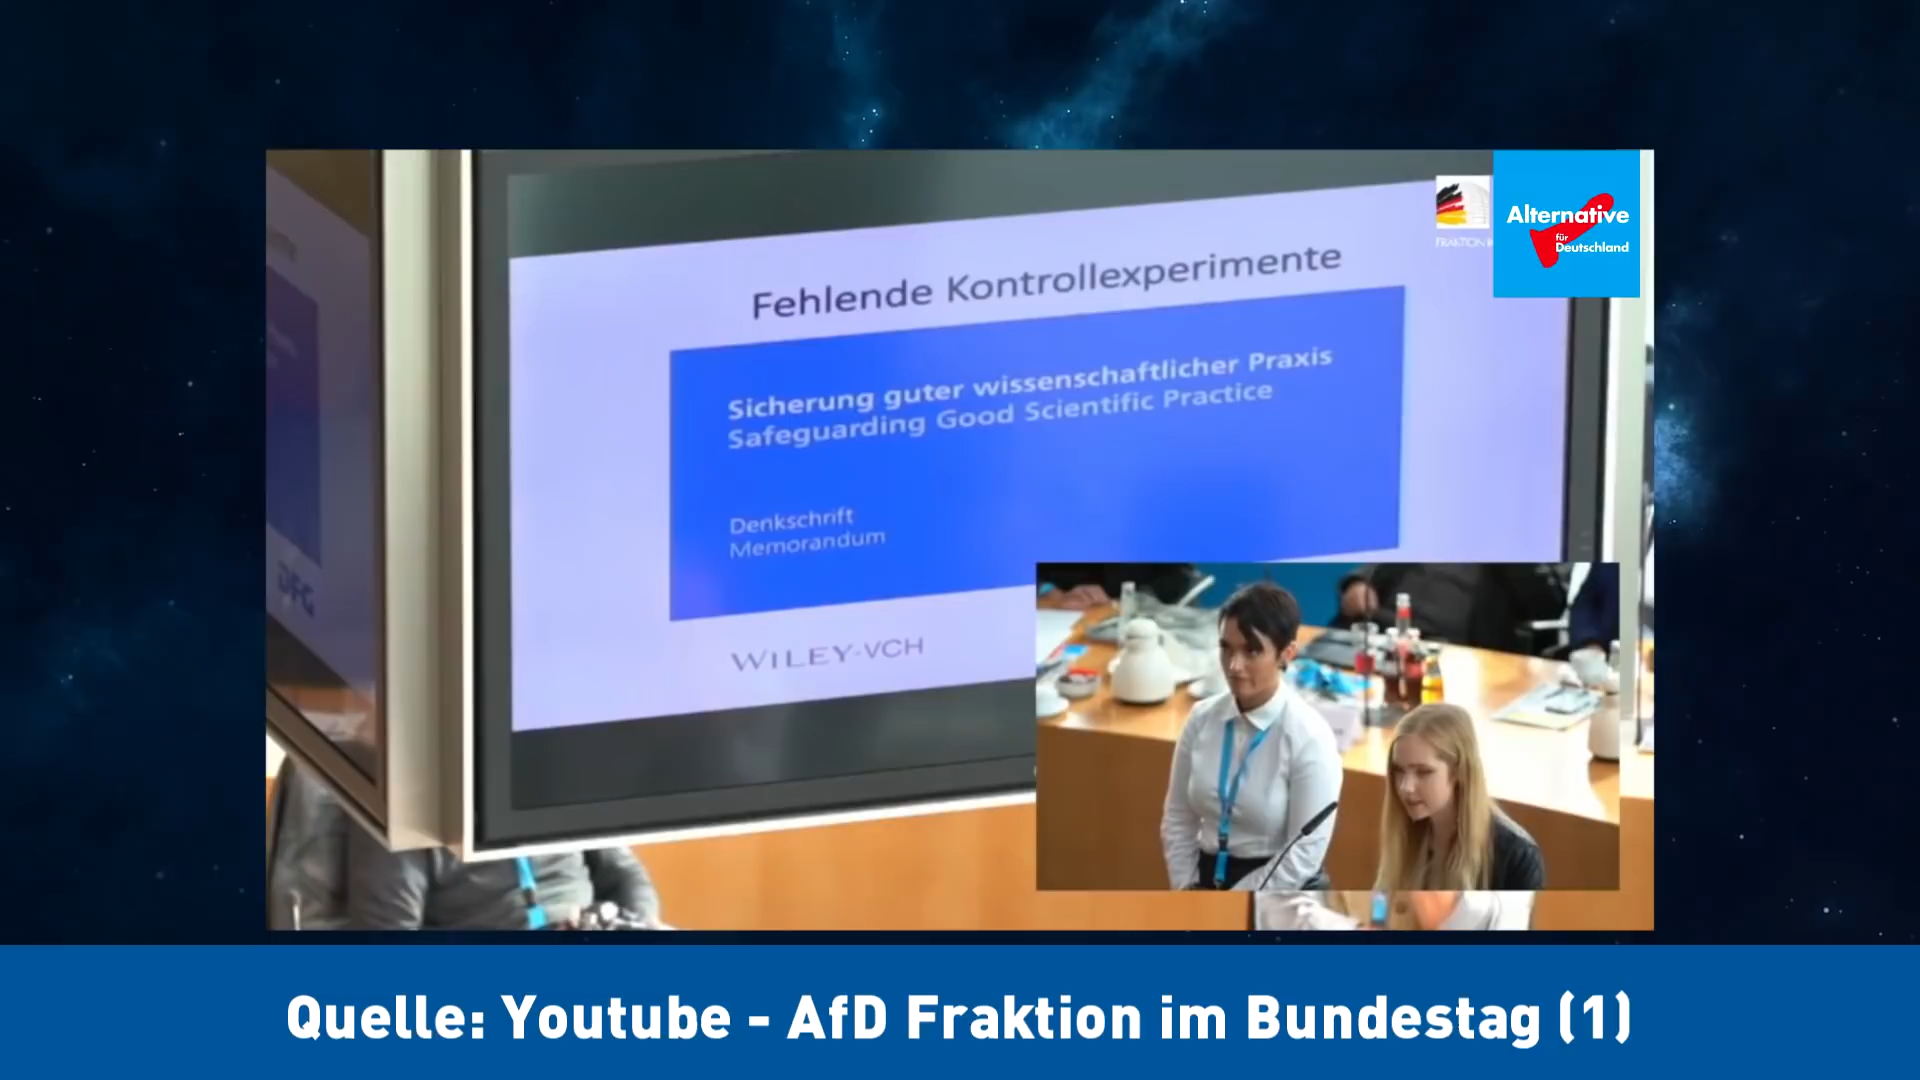 Alternative
für
Deutschland
Fehlende Kontrollexperimente
Sicherung guter wissenschaftlicher Praxis
Safeguarding Good Scientific Practice
Denkschrift
Memorandum
WILEY-VCH
DFG
Quelle: Youtube - AfD Fraktion im Bundestag (1)